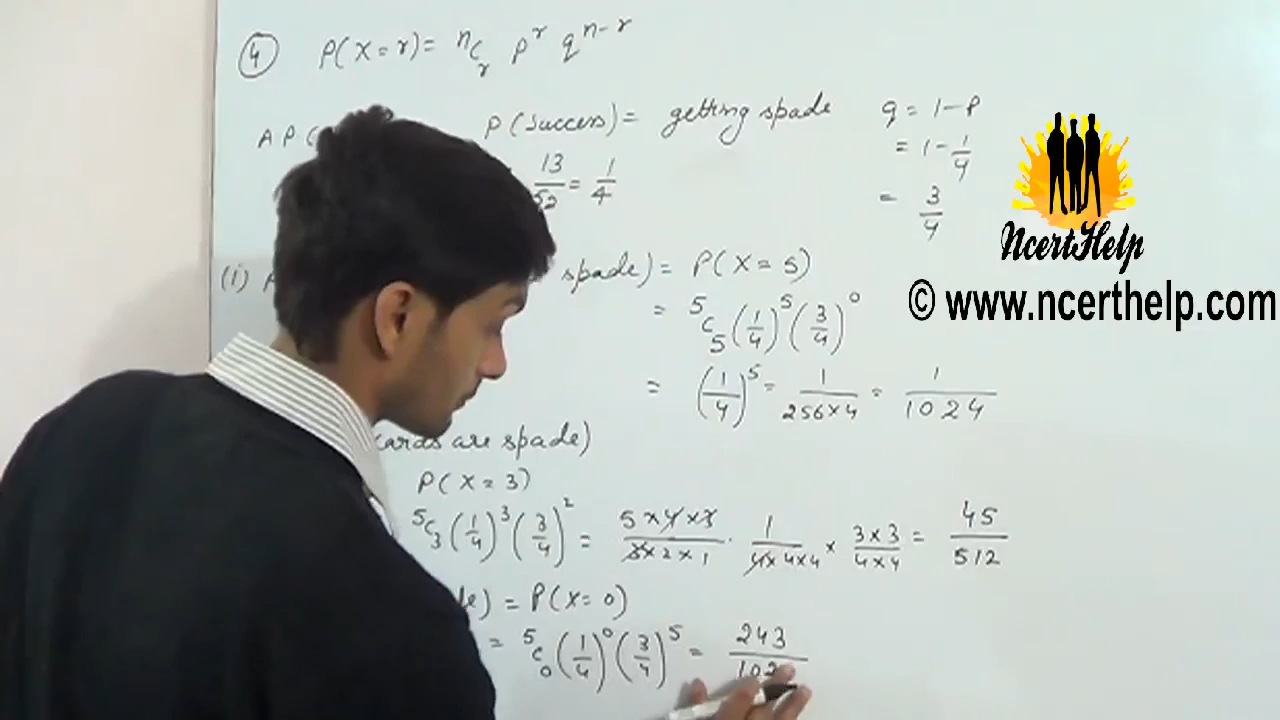 ④ P(X=r) = ⁿCᵣ pʳ qⁿ⁻ʳ
A P( P(Success) = getting spade q = 1-P
13/52 = 1/4 = 1-1/4
= 3/4
NcertHelp
© www.ncerthelp.com
(i) spade) = P(X=5)
= ⁵C₅ (1/4)⁵ (3/4)⁰
= (1/4)⁵ = 1/256×4 = 1/1024
cards are spade)
P(X=3)
⁵C₃ (1/4)³ (3/4)² = 5×4×3/3×2×1 · 1/4×4×4 × 3×3/4×4 = 45/512
) = P(X=0)
= ⁵C₀ (1/4)⁰ (3/4)⁵ = 243/102